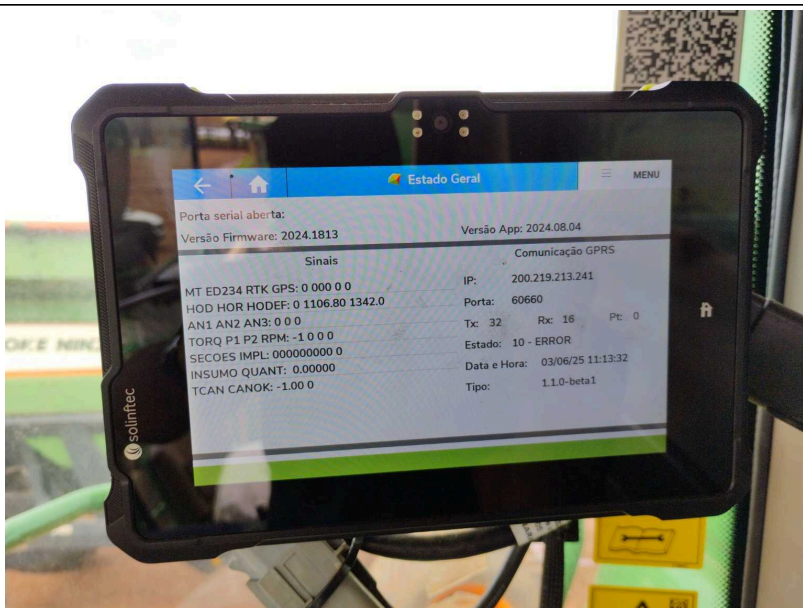 Estado Geral
MENU
Porta serial aberta:
Versão Firmware: 2024.1813
Versão App: 2024.08.04
Sinais
MT ED234 RTK GPS: 0 000 0 0
HOD HOR HODEF: 0 1106.80 1342.0
AN1 AN2 AN3: 0 0 0
TORQ P1 P2 RPM: -1 0 0 0
SECOES IMPL: 000000000 0
INSUMO QUANT: 0.00000
TCAN CANOK: -1.00 0
Comunicação GPRS
IP: 200.219.213.241
Porta: 60660
Tx: 32 Rx: 16 Pt: 0
Estado: 10 - ERROR
Data e Hora: 03/06/25 11:13:32
Tipo: 1.1.0-beta1
solinftec